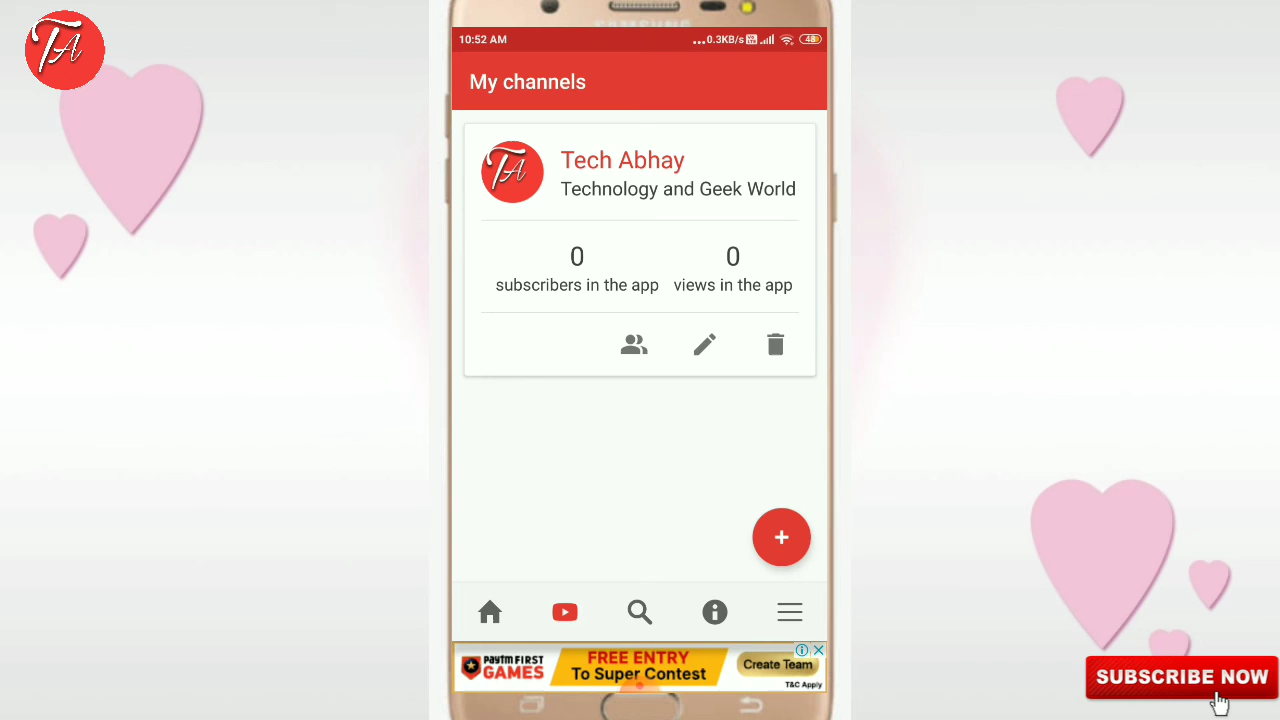 TA
SAMSUNG
10:52 AM
...0.3KB/s
48
My channels
TA
Tech Abhay
Technology and Geek World
0
0
subscribers in the app
views in the app
+
PAYTM FIRST
GAMES
FREE ENTRY
To Super Contest
Create Team
T&C Apply
SUBSCRIBE NOW